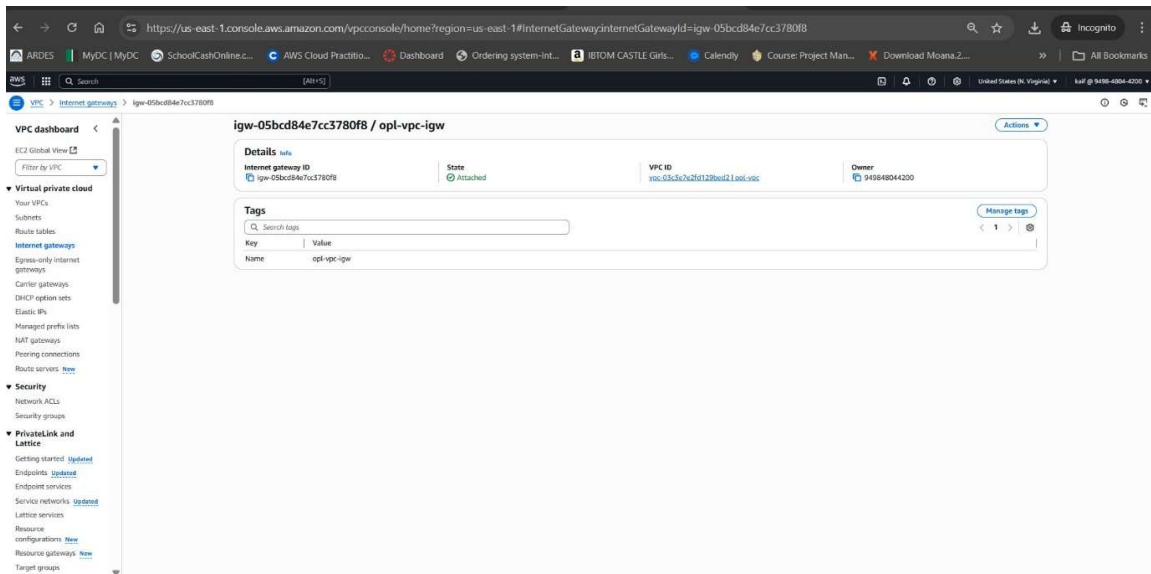 https://us-east-1.console.aws.amazon.com/vpcconsole/home?region=us-east-1#InternetGateway:internetGatewayId=igw-05bcd84e7cc3780f8
Incognito
ARDES MyDC | MyDC SchoolCashOnline.c... AWS Cloud Practitio... Dashboard Ordering system-int... IBTOM CASTLE Girls... Calendly Course: Project Man... Download Moana.2.... » All Bookmarks
aws Search [Alt+S] United States (N. Virginia) kaif @ 9498-4804-4200
VPC > Internet gateways > igw-05bcd84e7cc3780f8
VPC dashboard
EC2 Global View
Filter by VPC
Virtual private cloud
Your VPCs
Subnets
Route tables
Internet gateways
Egress-only internet
gateways
Carrier gateways
DHCP option sets
Elastic IPs
Managed prefix lists
NAT gateways
Peering connections
Route servers New
Security
Network ACLs
Security groups
PrivateLink and
Lattice
Getting started Updated
Endpoints Updated
Endpoint services
Service networks Updated
Lattice services
Resource
configurations New
Resource gateways New
Target groups
igw-05bcd84e7cc3780f8 / opl-vpc-igw
Actions
Details Info
Internet gateway ID State VPC ID Owner
igw-05bcd84e7cc3780f8 Attached vpc-03c5e7e2fd129bed2 | opl-vpc 949848044200
Tags Manage tags
Search tags < 1 >
Key Value
Name opl-vpc-igw